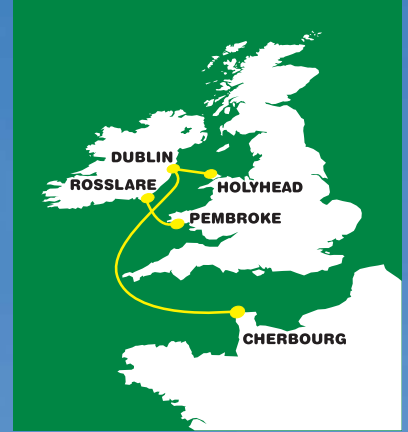 DUBLIN
ROSSLARE
HOLYHEAD
PEMBROKE
CHERBOURG